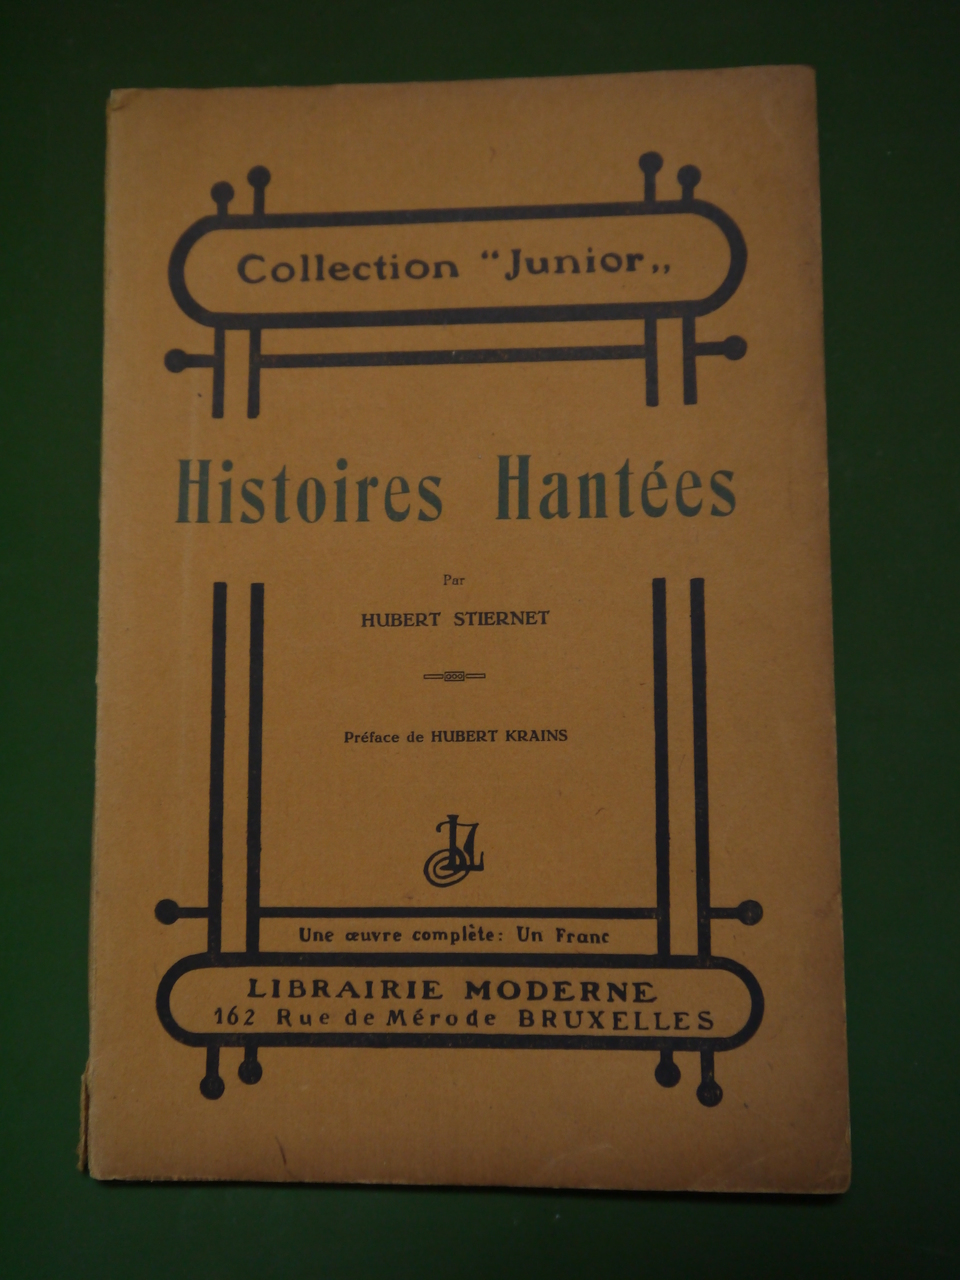 Collection “Junior„
Histoires Hantées
Par
HUBERT STIERNET
Préface de HUBERT KRAINS
Une œuvre complète: Un Franc
LIBRAIRIE MODERNE
162 Rue de Mérode BRUXELLES